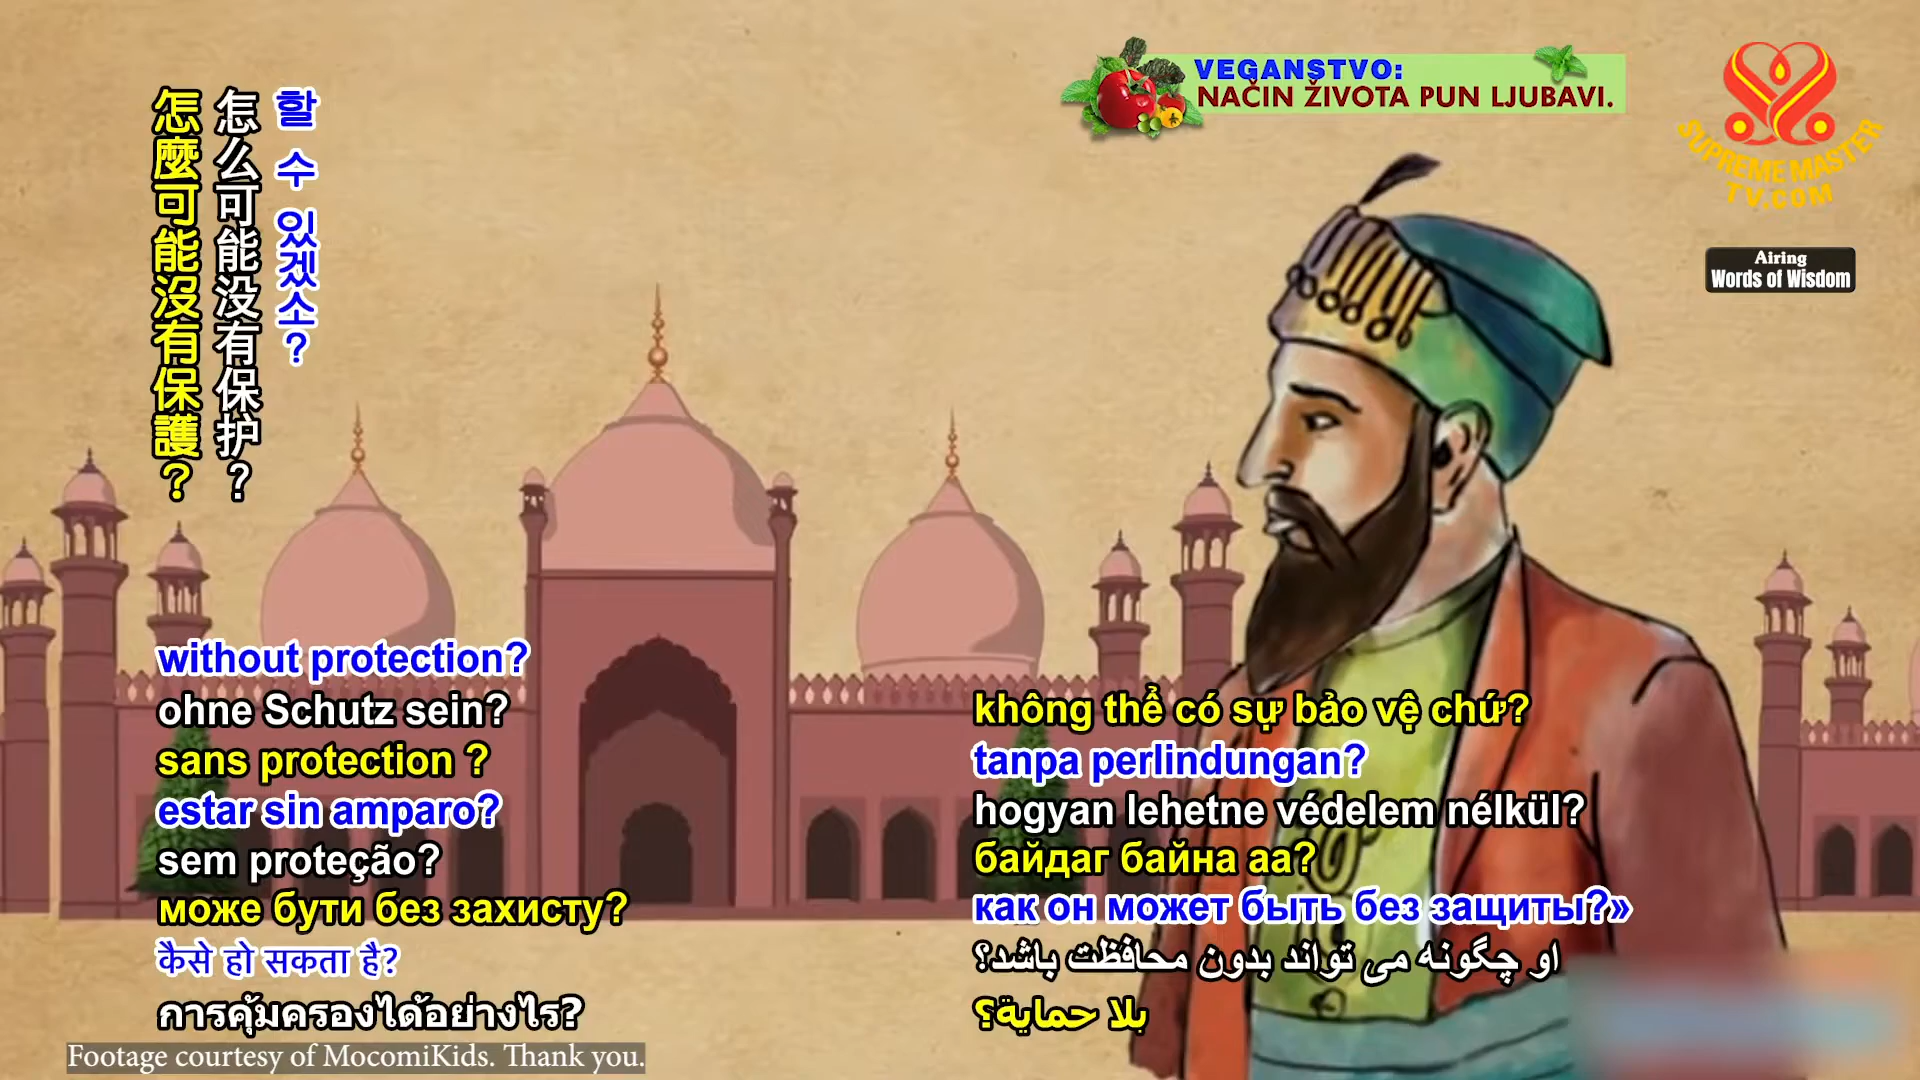 할 수 있겠소?
怎么可能没有保护？
怎麼可能沒有保護？
VEGANSTVO:
NAČIN ŽIVOTA PUN LJUBAVI.
SUPREME MASTER
TV.COM
Airing
Words of Wisdom
without protection?
ohne Schutz sein?
sans protection ?
estar sin amparo?
sem proteção?
може бути без захисту?
कैसे हो सकता है?
การคุ้มครองได้อย่างไร?
không thể có sự bảo vệ chứ?
tanpa perlindungan?
hogyan lehetne védelem nélkül?
байдаг байна аа?
как он может быть без защиты?»
او چگونه می تواند بدون محافظت باشد؟
بلا حماية؟
Footage courtesy of MocomiKids. Thank you.